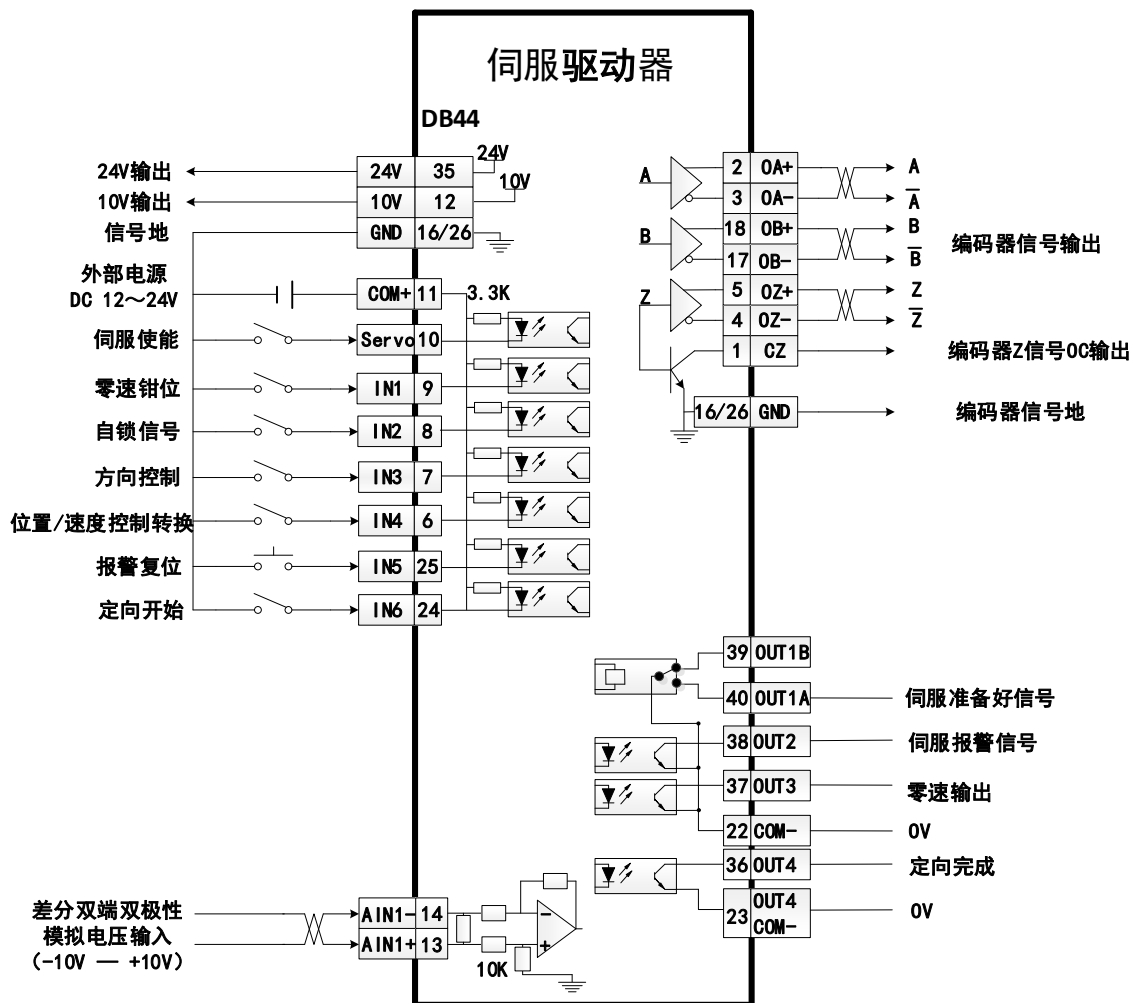 伺服驱动器
DB44
24V输出 24V 35 24V
10V输出 10V 12 10V
信号地 GND 16/26
外部电源
DC 12～24V COM+ 11 3.3K
伺服使能 Servo 10
零速钳位 IN1 9
自锁信号 IN2 8
方向控制 IN3 7
位置/速度控制转换 IN4 6
报警复位 IN5 25
定向开始 IN6 24
差分双端双极性 AIN1- 14
模拟电压输入 AIN1+ 13
(-10V — +10V)
10K
- 
+
A 2 OA+ A
3 OA- A̅
B 18 OB+ B
17 OB- B̅
编码器信号输出
Z 5 OZ+ Z
4 OZ- Z̅
1 CZ 编码器Z信号OC输出
16/26 GND 编码器信号地
39 OUT1B
40 OUT1A 伺服准备好信号
38 OUT2 伺服报警信号
37 OUT3 零速输出
22 COM- 0V
36 OUT4 定向完成
23 OUT4 COM- 0V